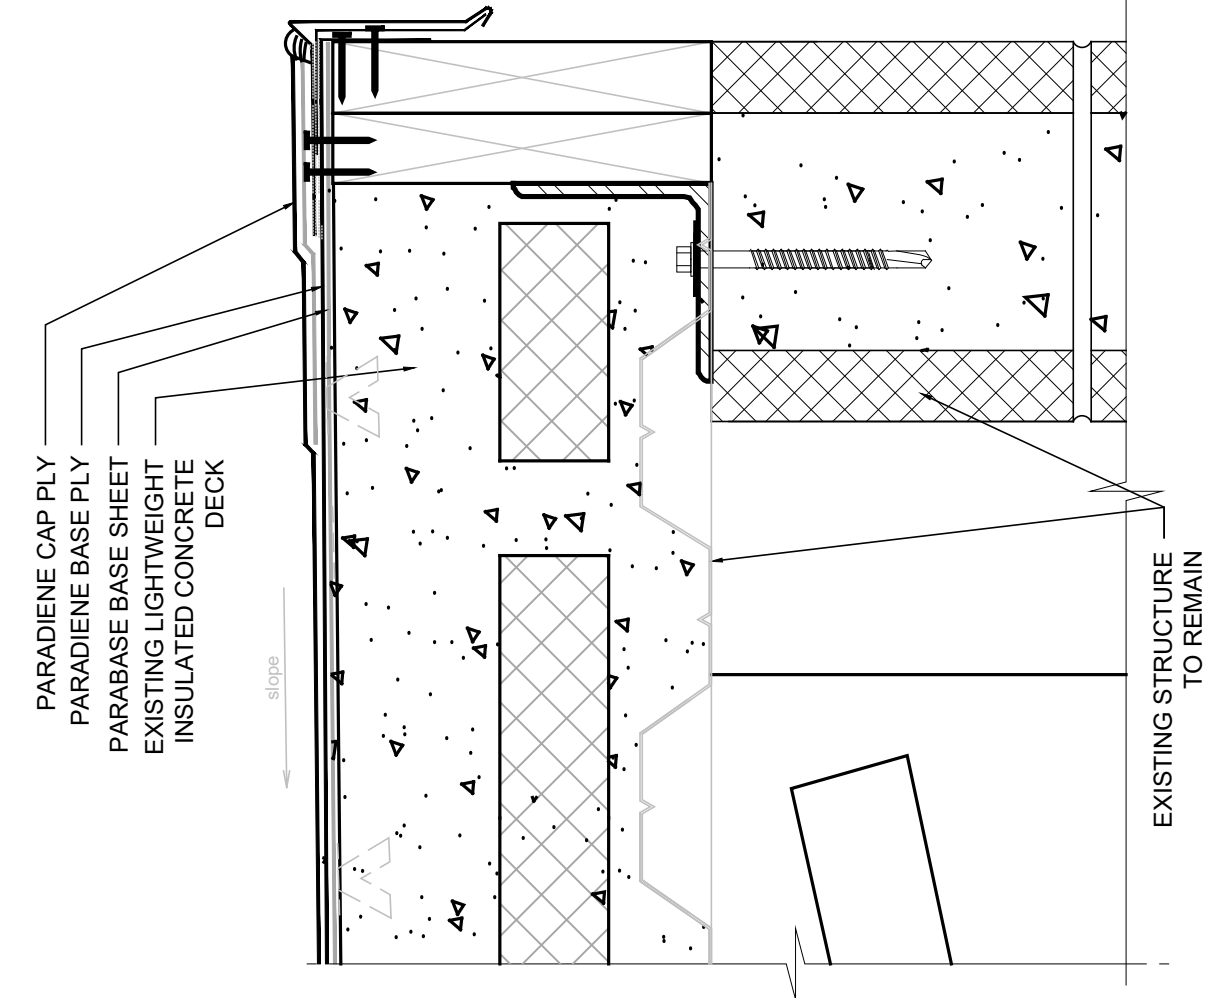 PARADIENE CAP PLY
PARADIENE BASE PLY
PARABASE BASE SHEET
EXISTING LIGHTWEIGHT
INSULATED CONCRETE
DECK
slope
EXISTING STRUCTURE
TO REMAIN